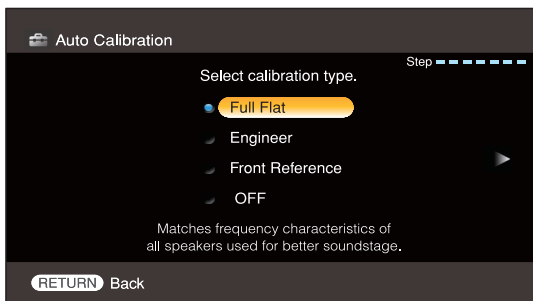 Auto Calibration
Step
Select calibration type.
Full Flat
Engineer
Front Reference
OFF
Matches frequency characteristics of
all speakers used for better soundstage.
RETURN Back